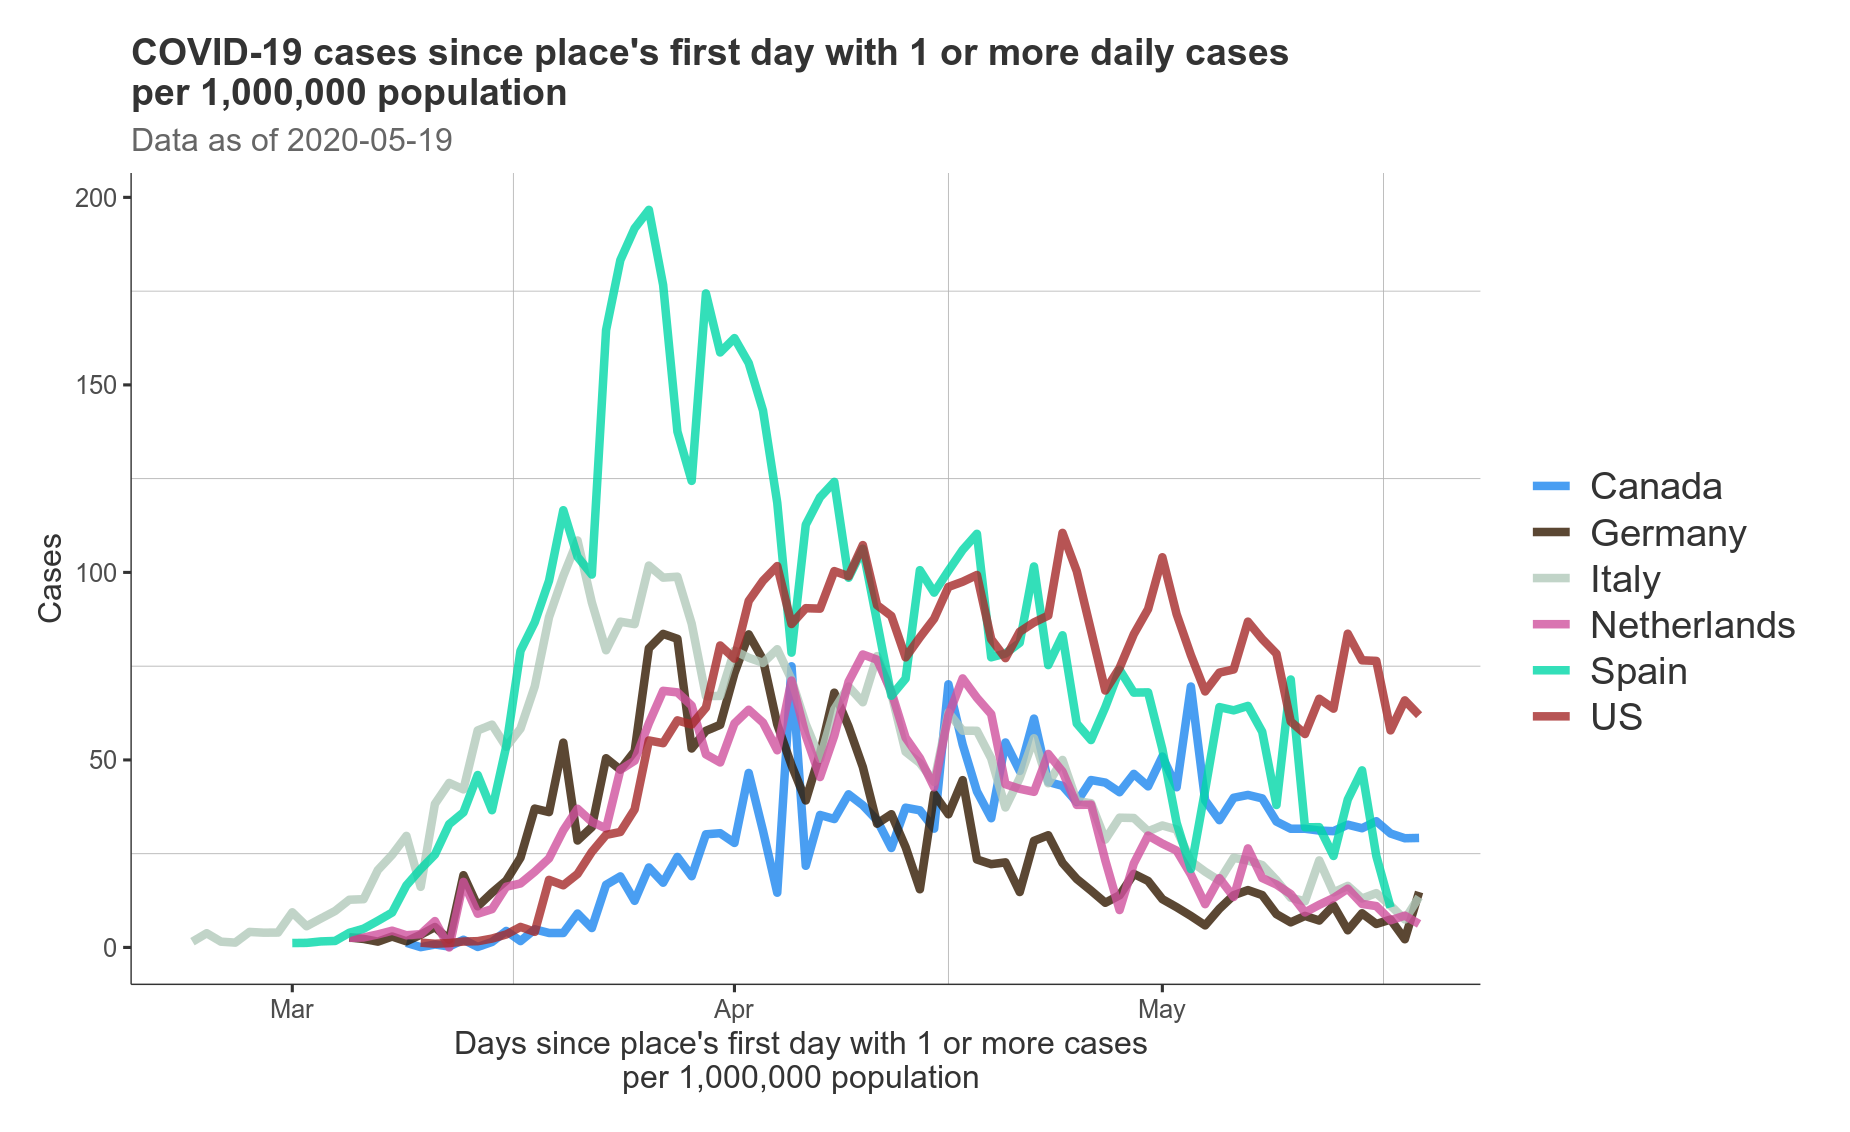 COVID-19 cases since place's first day with 1 or more daily cases
per 1,000,000 population
Data as of 2020-05-19
200
150
100
50
0
Cases
Mar
Apr
May
Days since place's first day with 1 or more cases
per 1,000,000 population
Canada
Germany
Italy
Netherlands
Spain
US